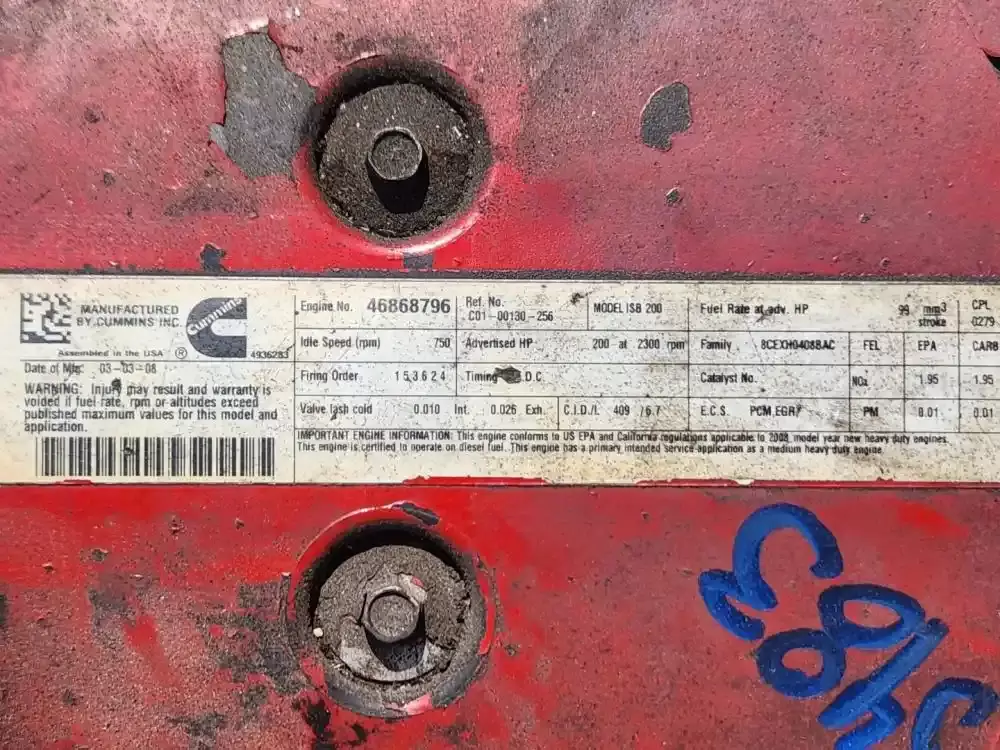 MANUFACTURED
BY CUMMINS INC.
Cummins
Assembled in the USA ® 4936283
Date of Mfg: 03-03-08
WARNING: Injury may result and warranty is
voided if fuel rate, rpm or altitudes exceed
published maximum values for this model and
application.
Engine No. 46868796 Ref. No. C01-00130-256 MODEL ISB 200 Fuel Rate at adv. HP 99 mm3 stroke CPL 0279
Idle Speed (rpm) 750 Advertised HP 200 at 2300 rpm Family 8CEXH0408BAC FEL EPA CARB
Firing Order 153624 Timing D.C. Catalyst No. NOx 1.95 1.95
Valve lash cold 0.010 Int. 0.026 Exh. C.I.D./L 409 /6.7 E.C.S. PCM,EGR PM 0.01 0.01
IMPORTANT ENGINE INFORMATION: This engine conforms to US EPA and California regulations applicable to 2008 model year new heavy duty engines.
This engine is certified to operate on diesel fuel. This engine has a primary intended service application as a medium heavy duty engine.